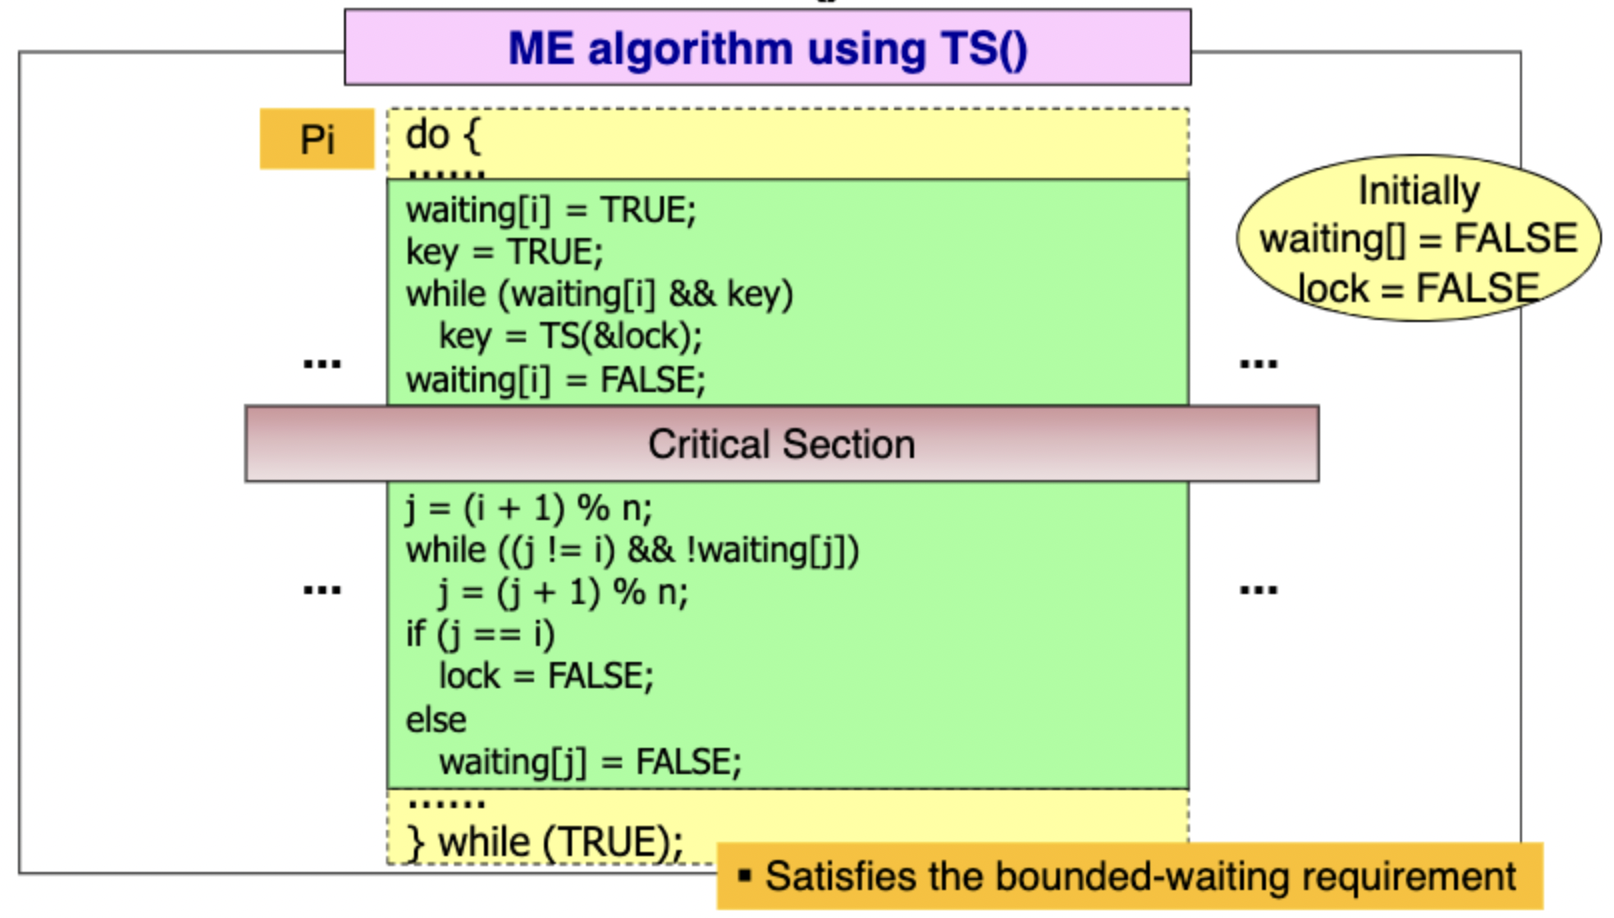 ME algorithm using TS()
Pi
do {
......
waiting[i] = TRUE;
key = TRUE;
while (waiting[i] && key)
key = TS(&lock);
waiting[i] = FALSE;
Initially
waiting[] = FALSE
lock = FALSE
... ...
Critical Section
j = (i + 1) % n;
while ((j != i) && !waiting[j])
j = (j + 1) % n;
if (j == i)
lock = FALSE;
else
waiting[j] = FALSE;
... ...
......
} while (TRUE);
▪ Satisfies the bounded-waiting requirement